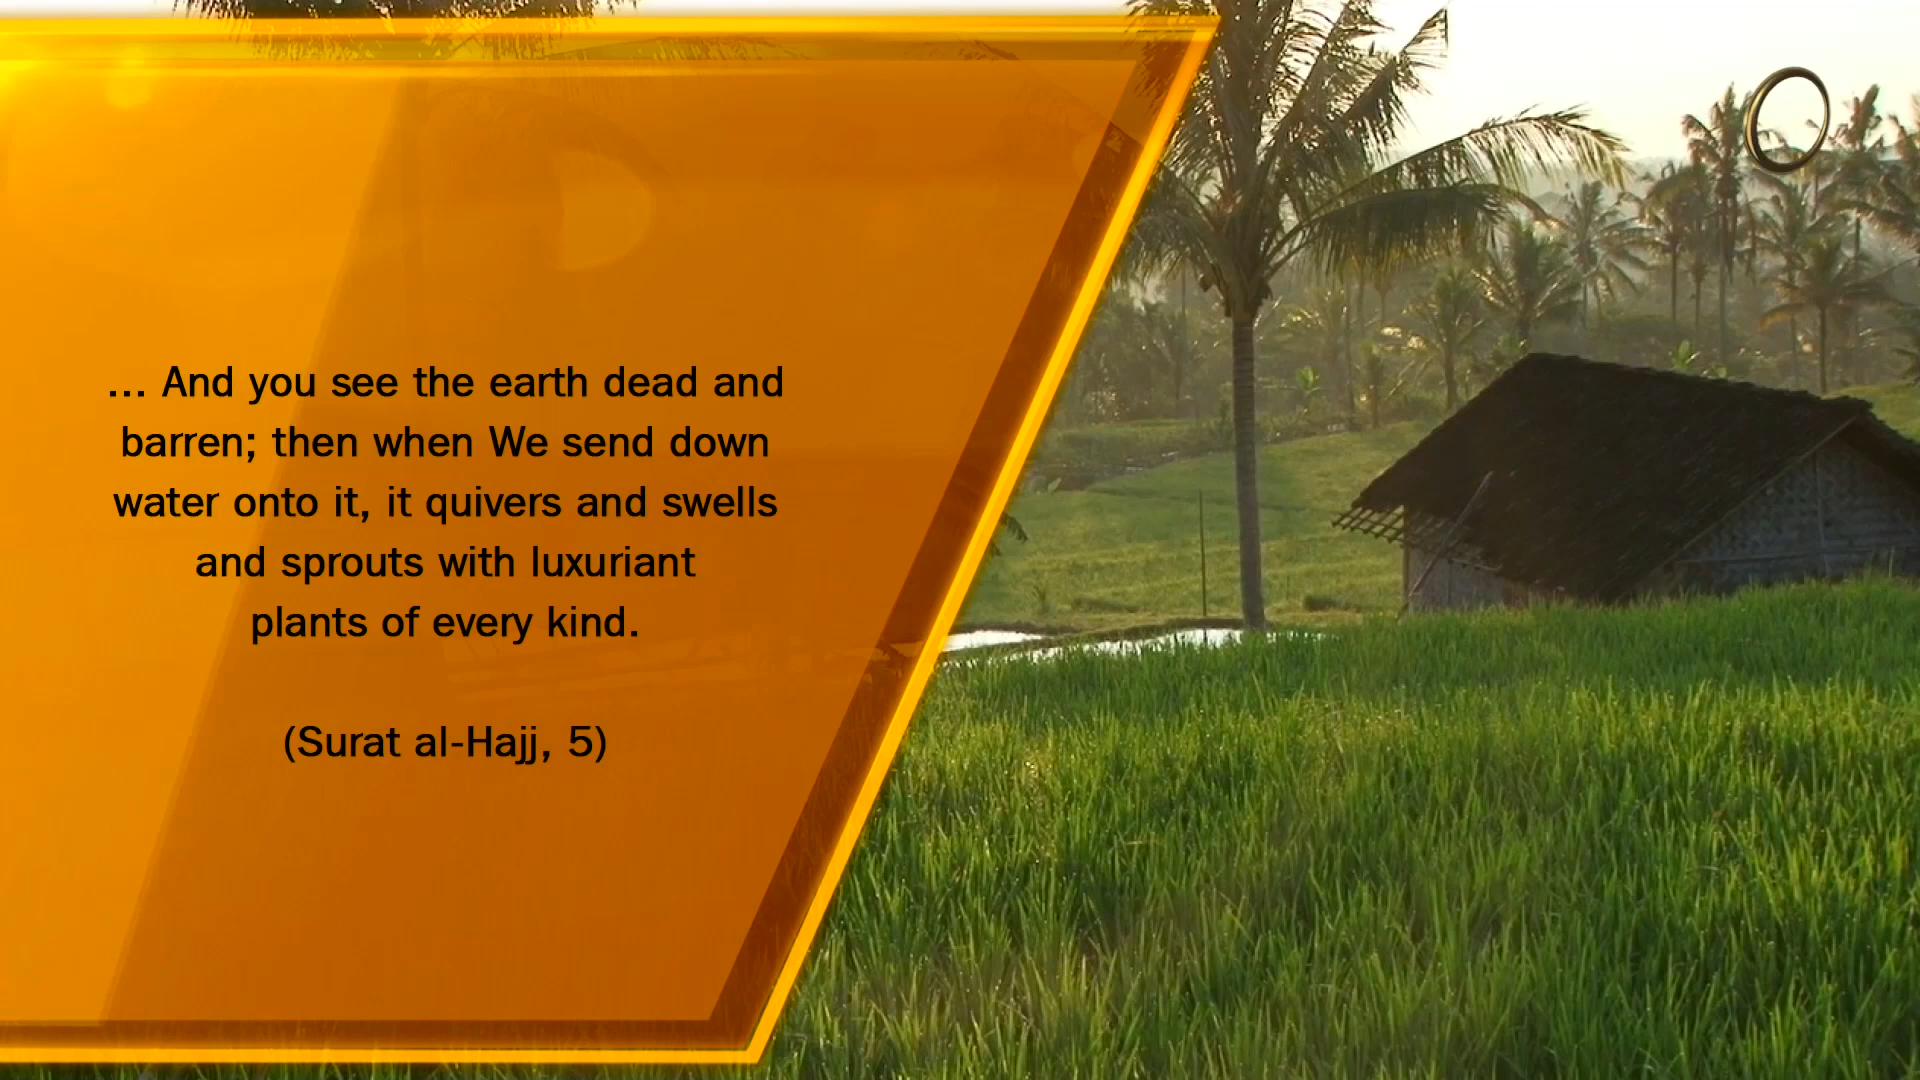 ... And you see the earth dead and
barren; then when We send down
water onto it, it quivers and swells
and sprouts with luxuriant
plants of every kind.
(Surat al-Hajj, 5)